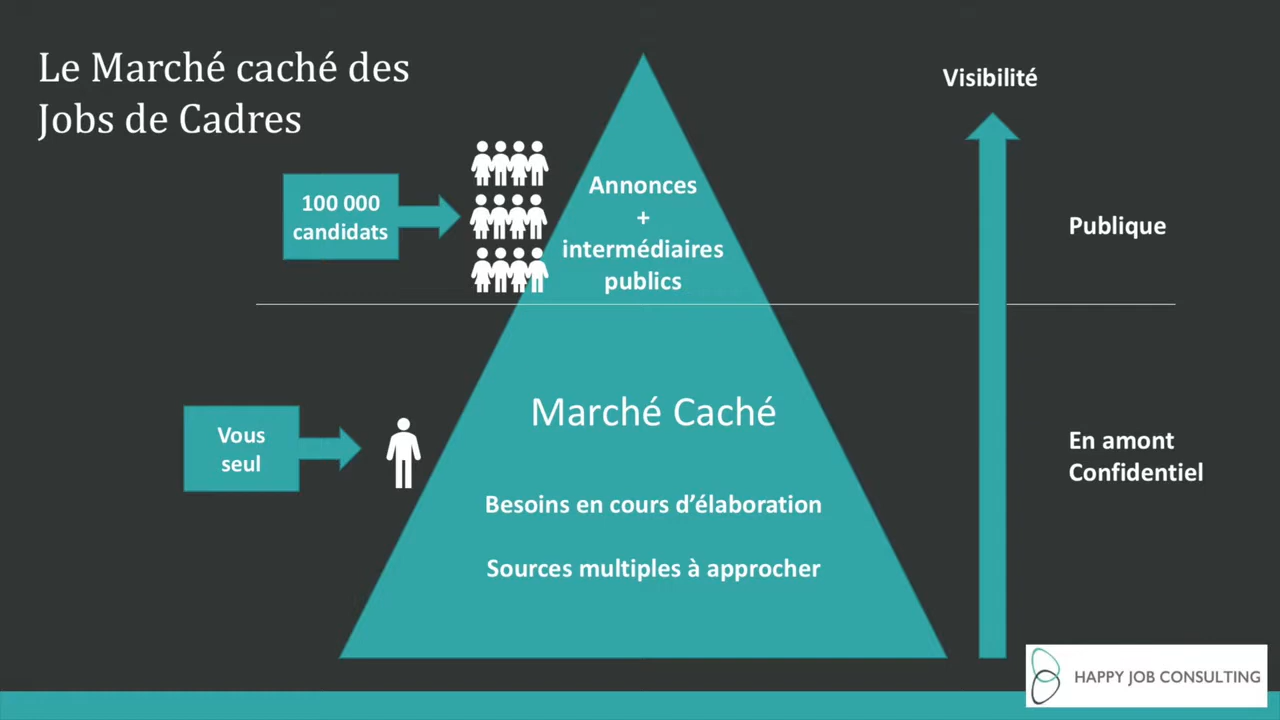 Le Marché caché des
Jobs de Cadres
Visibilité
100 000
candidats
Annonces
+
intermédiaires
publics
Publique
Vous
seul
Marché Caché
Besoins en cours d’élaboration
Sources multiples à approcher
En amont
Confidentiel
HAPPY JOB CONSULTING